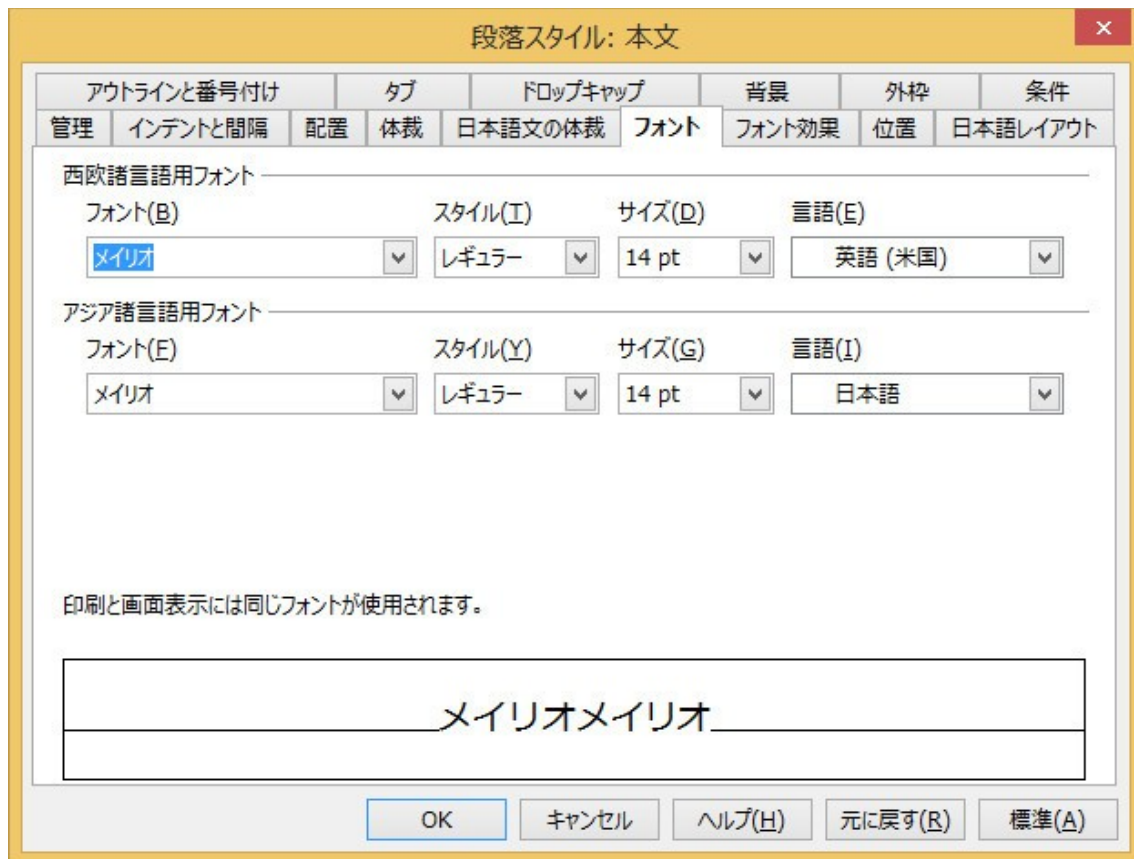 段落スタイル: 本文
アウトラインと番号付け タブ ドロップキャップ 背景 外枠 条件
管理 インデントと間隔 配置 体裁 日本語文の体裁 フォント フォント効果 位置 日本語レイアウト
西欧諸言語用フォント
フォント(B) スタイル(T) サイズ(D) 言語(E)
メイリオ レギュラー 14 pt 英語 (米国)
アジア諸言語用フォント
フォント(F) スタイル(Y) サイズ(G) 言語(I)
メイリオ レギュラー 14 pt 日本語
印刷と画面表示には同じフォントが使用されます。
メイリオメイリオ
OK キャンセル ヘルプ(H) 元に戻す(R) 標準(A)